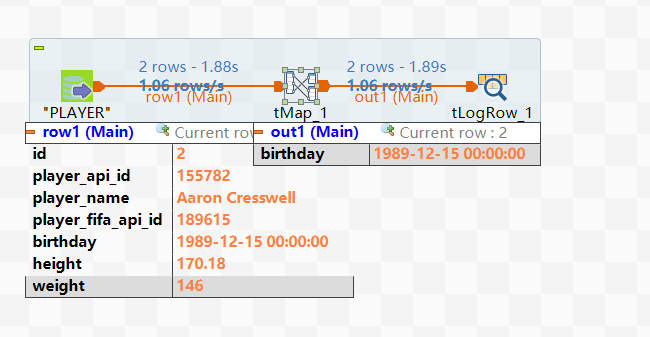 2 rows - 1.88s
2 rows - 1.89s
1.06 rows/s
1.06 rows/s
row1 (Main)
out1 (Main)
"PLAYER"
tMap_1
tLogRow_1
row1 (Main) Current row
out1 (Main) Current row : 2
id 2
birthday 1989-12-15 00:00:00
player_api_id 155782
player_name Aaron Cresswell
player_fifa_api_id 189615
birthday 1989-12-15 00:00:00
height 170.18
weight 146